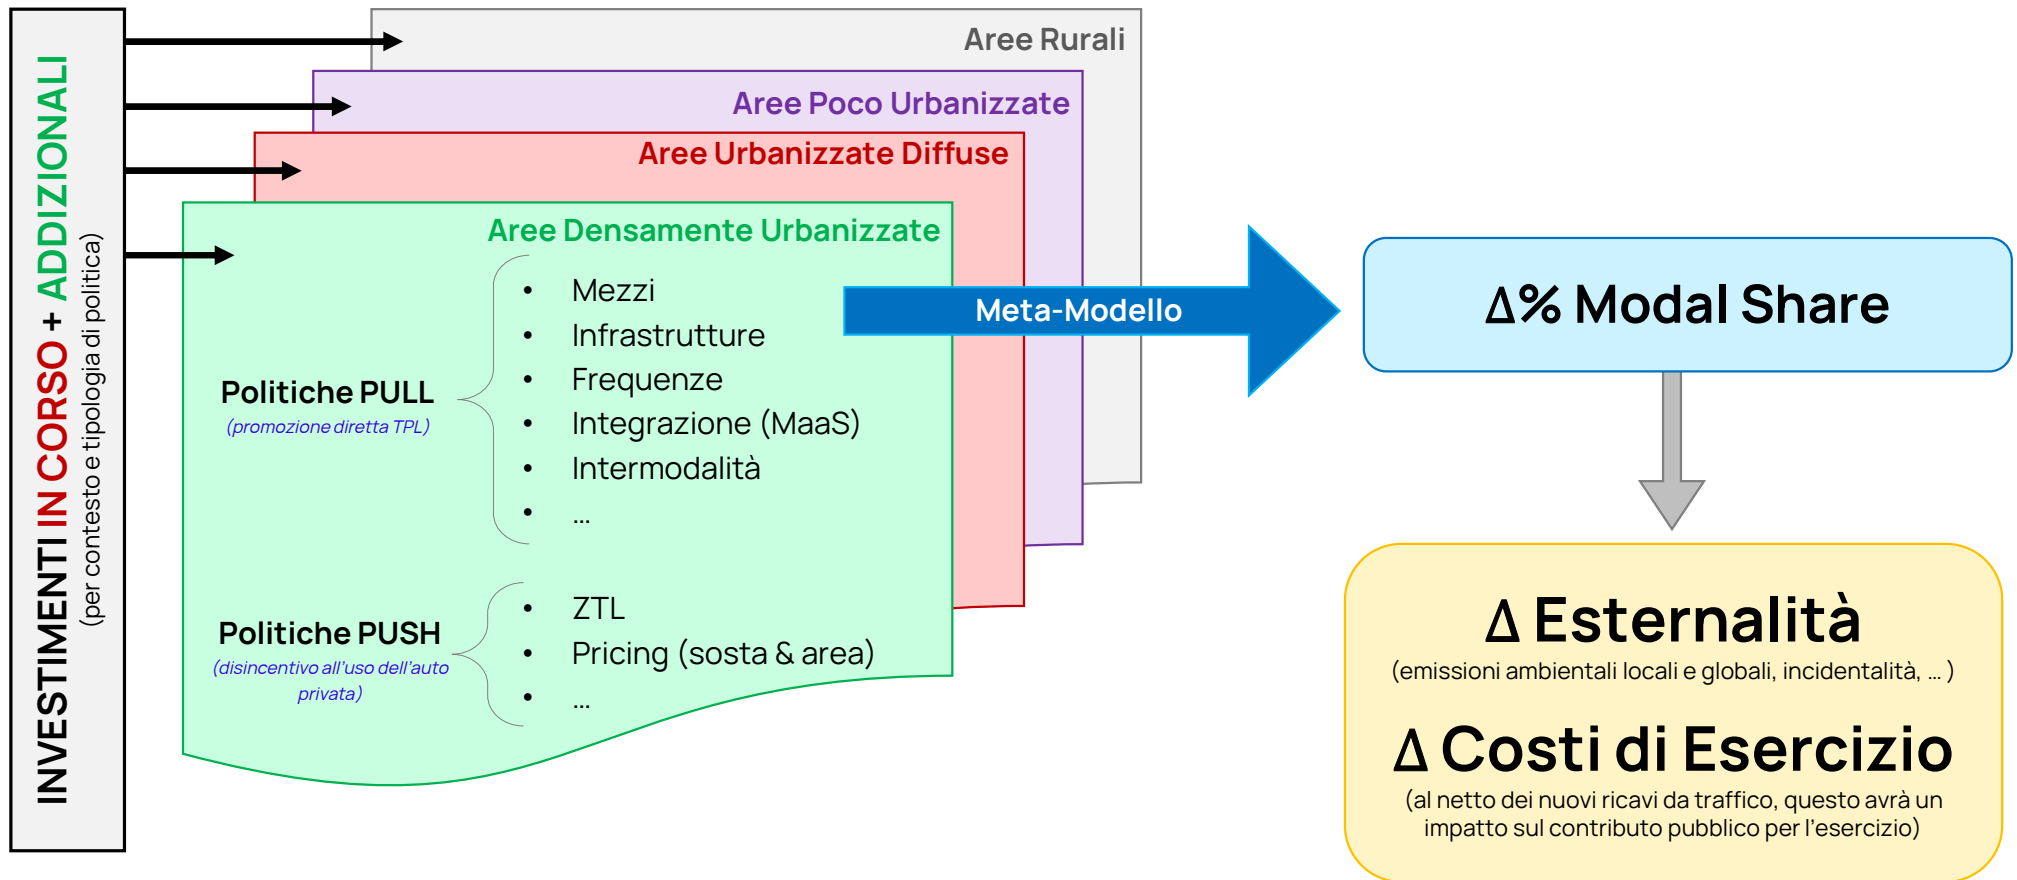 INVESTIMENTI IN CORSO + ADDIZIONALI
(per contesto e tipologia di politica)
Aree Rurali
Aree Poco Urbanizzate
Aree Urbanizzate Diffuse
Aree Densamente Urbanizzate
Politiche PULL
(promozione diretta TPL)
• Mezzi
• Infrastrutture
• Frequenze
• Integrazione (MaaS)
• Intermodalità
• ...
Politiche PUSH
(disincentivo all'uso dell'auto
privata)
• ZTL
• Pricing (sosta & area)
• ...
Meta-Modello
Δ% Modal Share
Δ Esternalità
(emissioni ambientali locali e globali, incidentalità, ... )
Δ Costi di Esercizio
(al netto dei nuovi ricavi da traffico, questo avrà un
impatto sul contributo pubblico per l'esercizio)